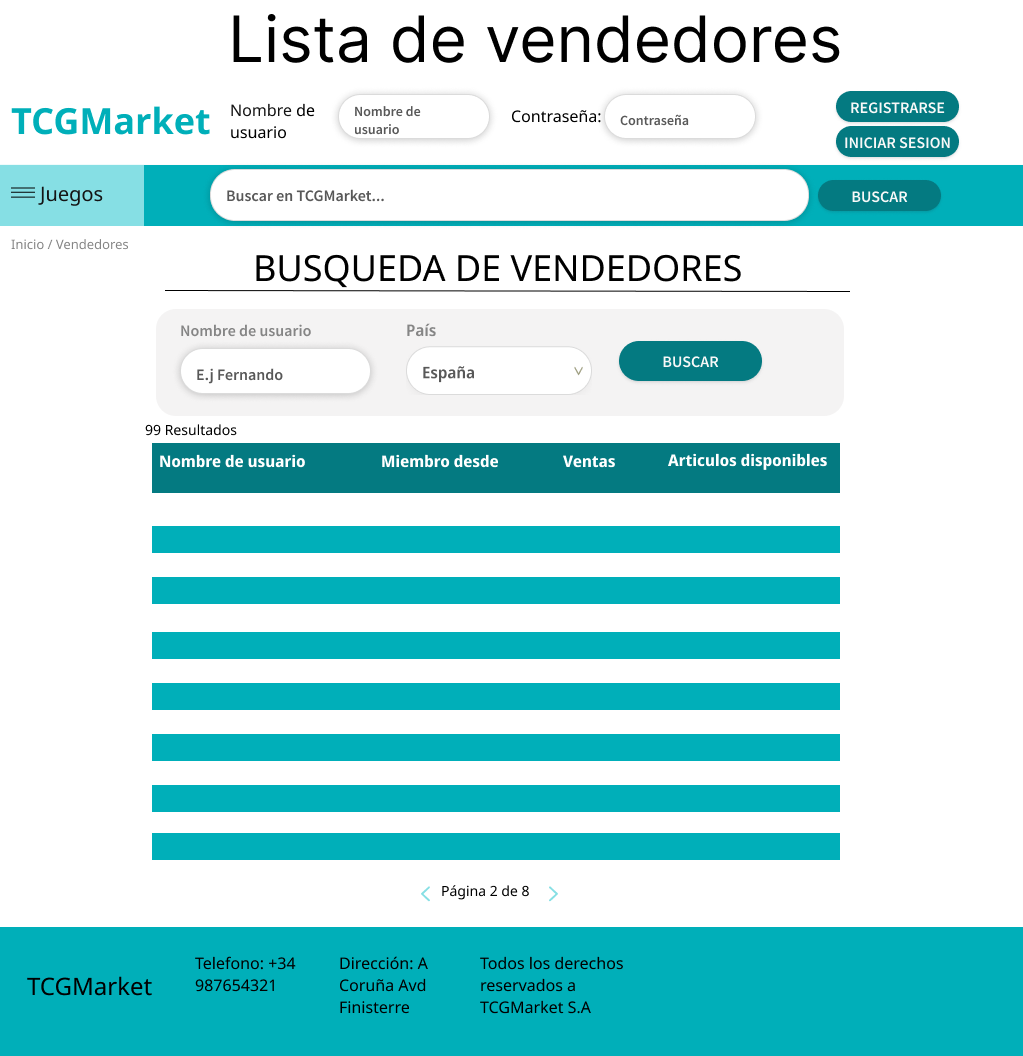 Lista de vendedores
TCGMarket
Nombre de
usuario
Nombre de
usuario
Contraseña:
Contraseña
REGISTRARSE
INICIAR SESION
Juegos
Buscar en TCGMarket...
BUSCAR
Inicio / Vendedores
BUSQUEDA DE VENDEDORES
Nombre de usuario
E.j Fernando
País
España
BUSCAR
99 Resultados
Nombre de usuario
Miembro desde
Ventas
Articulos disponibles
Página 2 de 8
TCGMarket
Telefono: +34
987654321
Dirección: A
Coruña Avd
Finisterre
Todos los derechos
reservados a
TCGMarket S.A